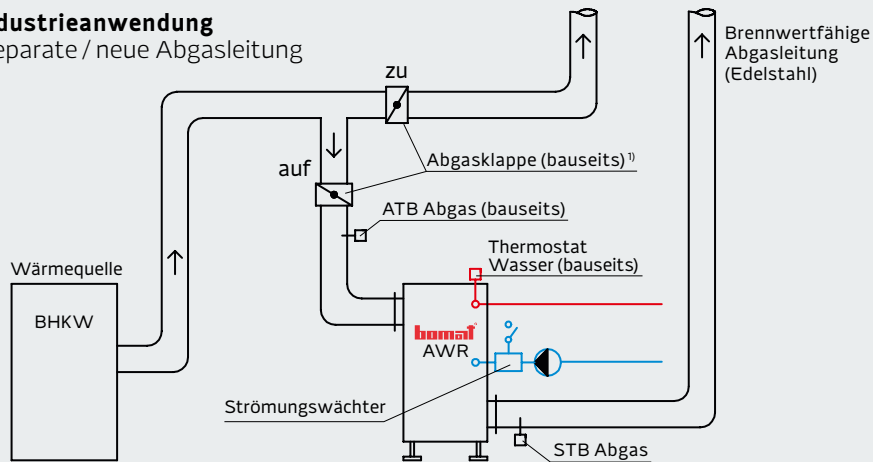 dustrieanwendung
eparate / neue Abgasleitung
zu
Brennwertfähige
Abgasleitung
(Edelstahl)
auf
Abgasklappe (bauseits) ¹⁾
ATB Abgas (bauseits)
Thermostat
Wasser (bauseits)
Wärmequelle
BHKW
bomat
AWR
Strömungswächter
STB Abgas